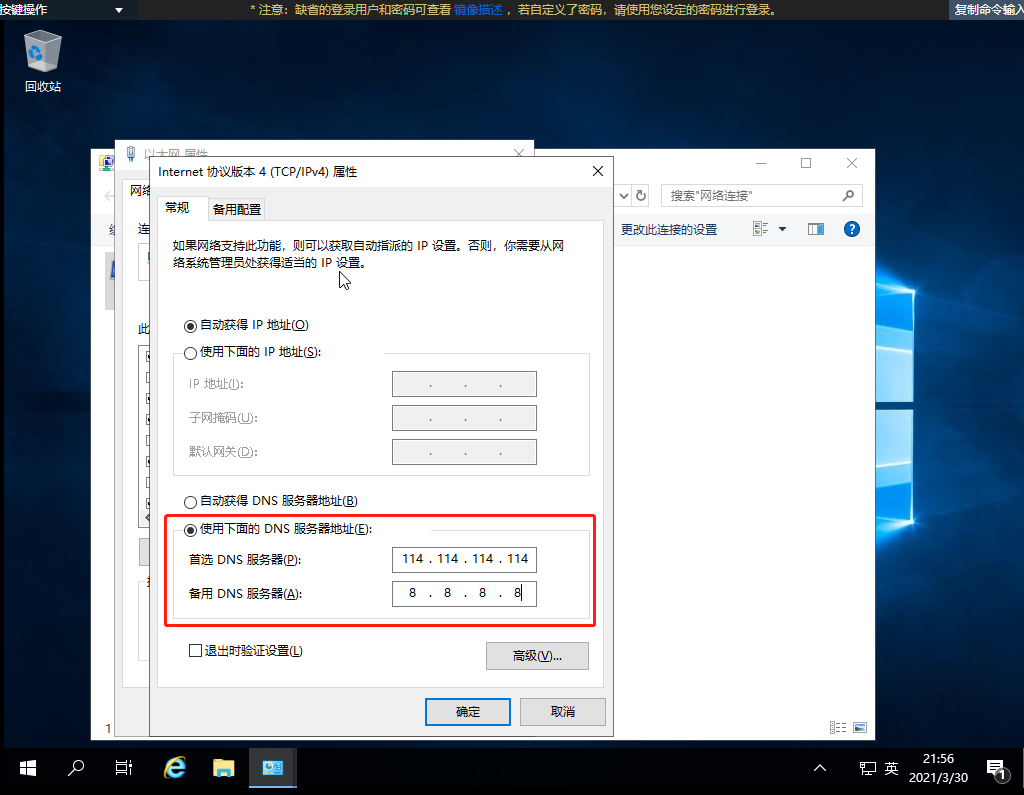 按键操作
* 注意：缺省的登录用户和密码可查看 镜像描述 ，若自定义了密码，请使用您设定的密码进行登录。
复制命令输入
回收站
以太网 属性
Internet 协议版本 4 (TCP/IPv4) 属性
网络
常规
备用配置
搜索"网络连接"
更改此连接的设置
连
如果网络支持此功能，则可以获取自动指派的 IP 设置。否则，你需要从网
络系统管理员处获得适当的 IP 设置。
此
自动获得 IP 地址(O)
使用下面的 IP 地址(S):
IP 地址(I):
子网掩码(U):
默认网关(D):
自动获得 DNS 服务器地址(B)
使用下面的 DNS 服务器地址(E):
首选 DNS 服务器(P):
114 . 114 . 114 . 114
备用 DNS 服务器(A):
8 . 8 . 8 . 8
退出时验证设置(L)
高级(V)...
确定
取消
1
英
21:56
2021/3/30
1